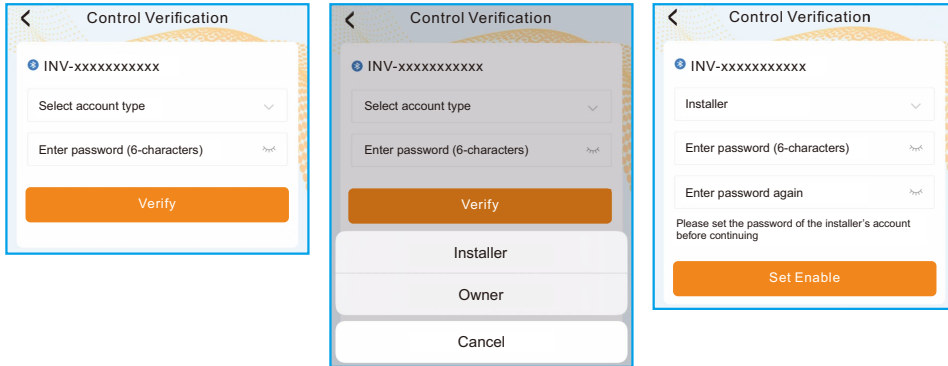 Control Verification
INV-xxxxxxxxxxx
Select account type
Enter password (6-characters)
Verify
Control Verification
INV-xxxxxxxxxxx
Select account type
Enter password (6-characters)
Verify
Installer
Owner
Cancel
Control Verification
INV-xxxxxxxxxxx
Installer
Enter password (6-characters)
Enter password again
Please set the password of the installer's account
before continuing
Set Enable